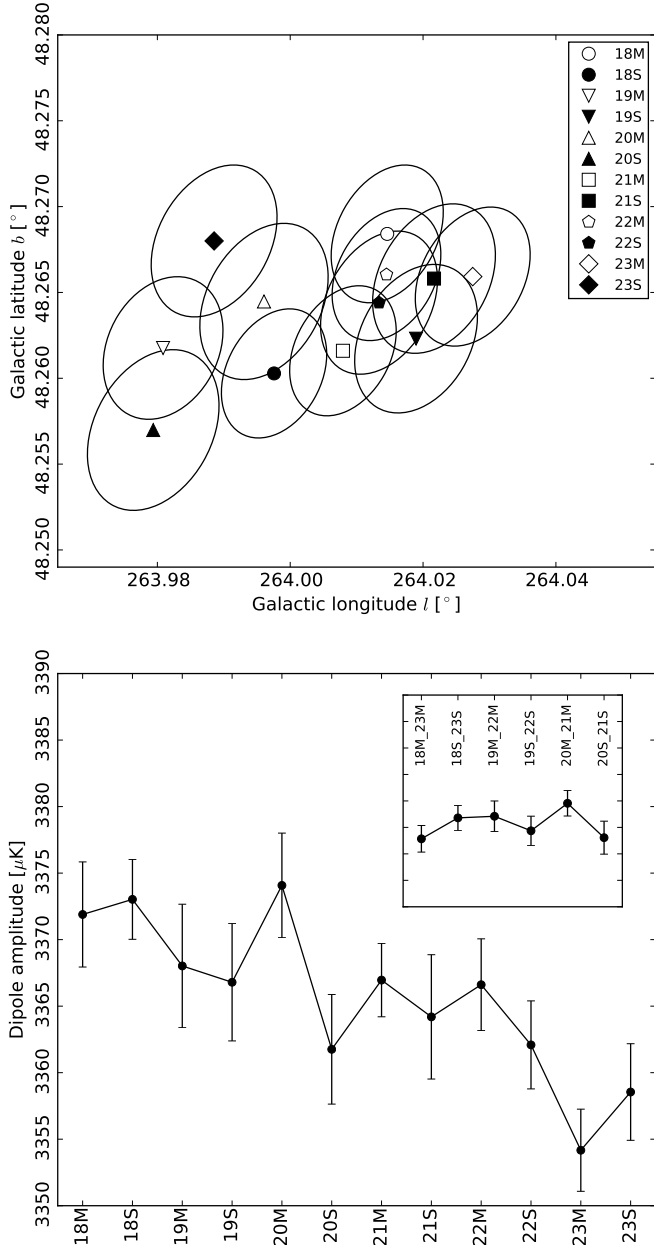 48.280
48.275
48.270
48.265
48.260
48.255
48.250
Galactic latitude b [°]
18M
18S
19M
19S
20M
20S
21M
21S
22M
22S
23M
23S
263.98 264.00 264.02 264.04
Galactic longitude l [°]
3390
3385
3380
3375
3370
3365
3360
3355
3350
Dipole amplitude [μK]
18M_23M
18S_23S
19M_22M
19S_22S
20M_21M
20S_21S
18M 18S 19M 19S 20M 20S 21M 21S 22M 22S 23M 23S